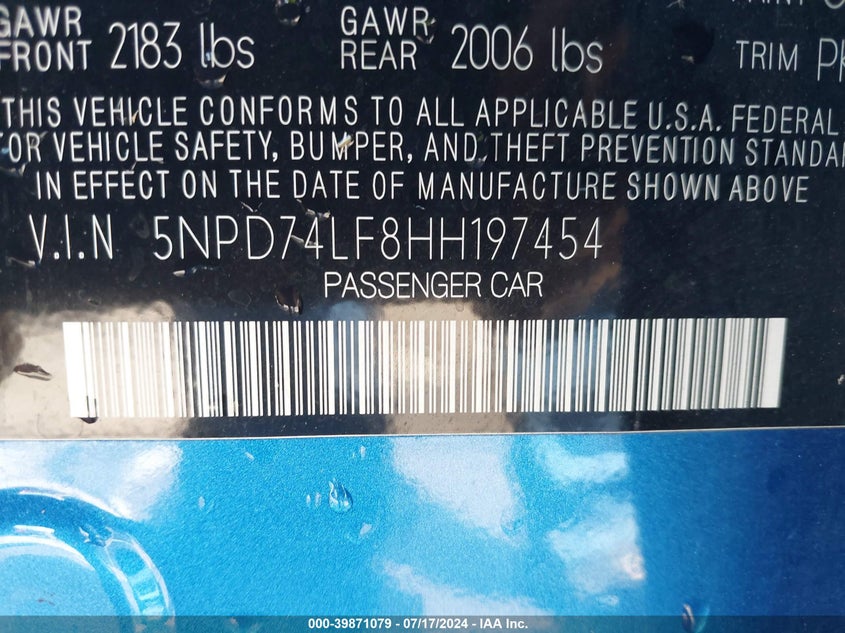 GAWR FRONT 2183 lbs GAWR REAR 2006 lbs TRIM
THIS VEHICLE CONFORMS TO ALL APPLICABLE U.S.A. FEDERAL
VEHICLE SAFETY, BUMPER, AND THEFT PREVENTION
IN EFFECT ON THE DATE OF MANUFACTURE SHOWN ABOVE
V.I.N 5NPD74LF8HH197454
PASSENGER CAR
000-39871079 - 07/17/2024 - IAA Inc.